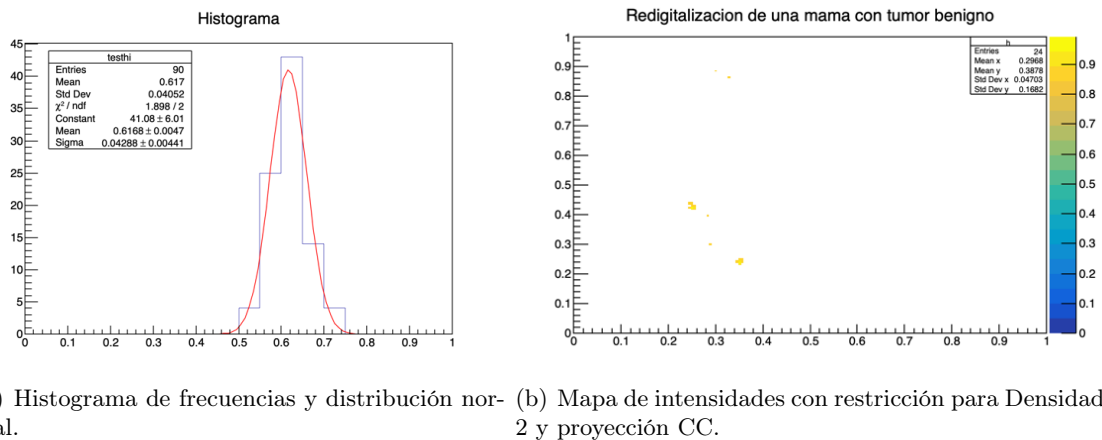 Histograma
testhi
Entries 90
Mean 0.617
Std Dev 0.04052
χ² / ndf 1.898 / 2
Constant 41.08 ± 6.01
Mean 0.6168 ± 0.0047
Sigma 0.04288 ± 0.00441
45
40
35
30
25
20
15
10
5
0
0 0.1 0.2 0.3 0.4 0.5 0.6 0.7 0.8 0.9 1
Redigitalizacion de una mama con tumor benigno
h
Entries 24
Mean x 0.2968
Mean y 0.3878
Std Dev x 0.04703
Std Dev y 0.1682
1
0.9
0.8
0.7
0.6
0.5
0.4
0.3
0.2
0.1
0
0 0.1 0.2 0.3 0.4 0.5 0.6 0.7 0.8 0.9 1
0.9
0.8
0.7
0.6
0.5
0.4
0.3
0.2
0.1
0
) Histograma de frecuencias y distribución nor-
al.
(b) Mapa de intensidades con restricción para Densidad
2 y proyección CC.